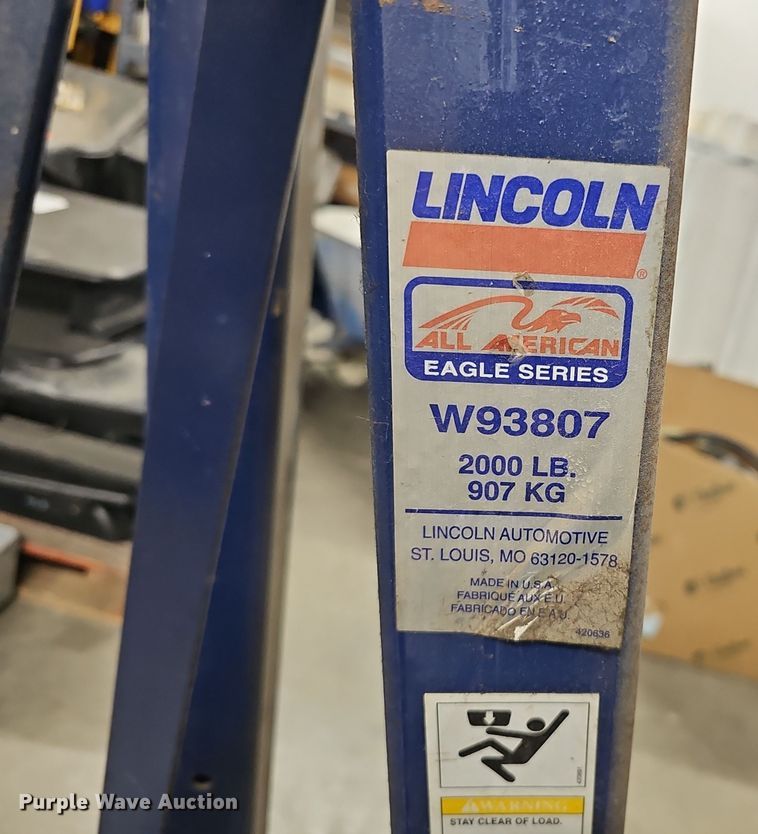 LINCOLN
®
ALL AMERICAN
EAGLE SERIES
W93807
2000 LB.
907 KG
LINCOLN AUTOMOTIVE
ST. LOUIS, MO 63120-1578
MADE IN U.S.A.
FABRIQUE AUX E.U.
FABRICADO EN E.A.U.
420636
WARNING
STAY CLEAR OF LOAD.
Purple Wave Auction